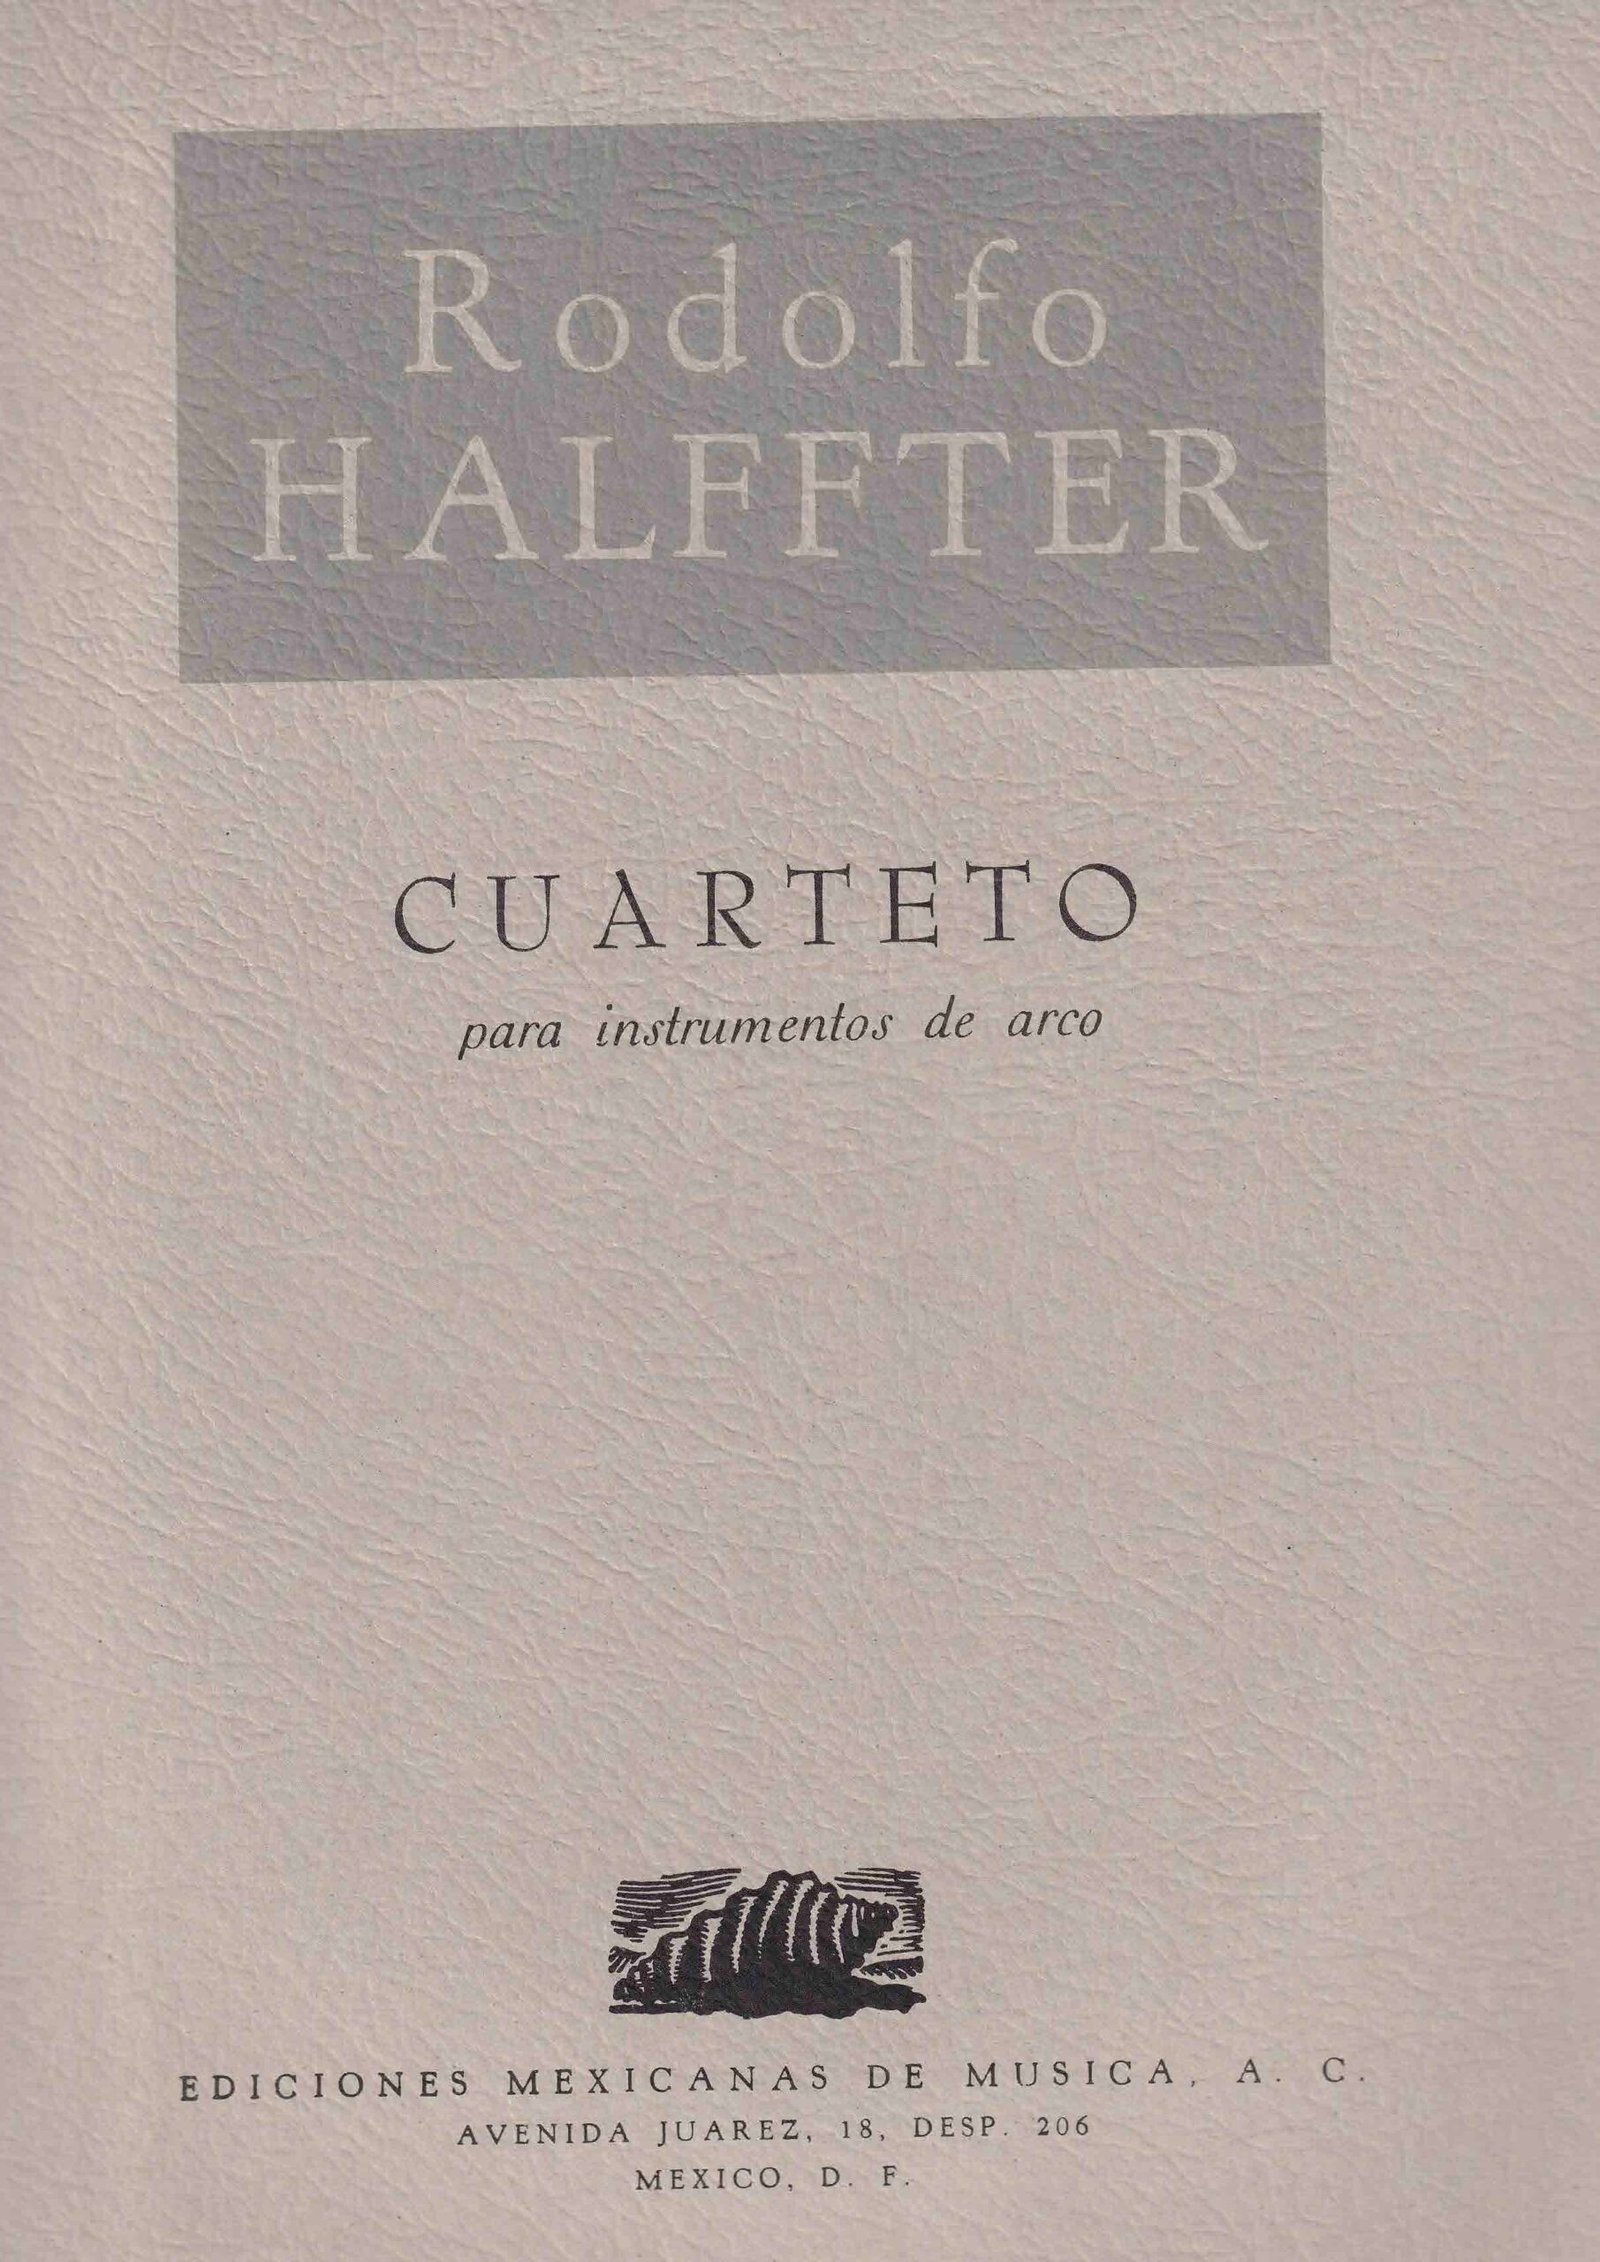 Rodolfo
HALFFTER
CUARTETO
para instrumentos de arco
EDICIONES MEXICANAS DE MUSICA, A. C.
AVENIDA JUAREZ, 18, DESP. 206
MEXICO, D. F.